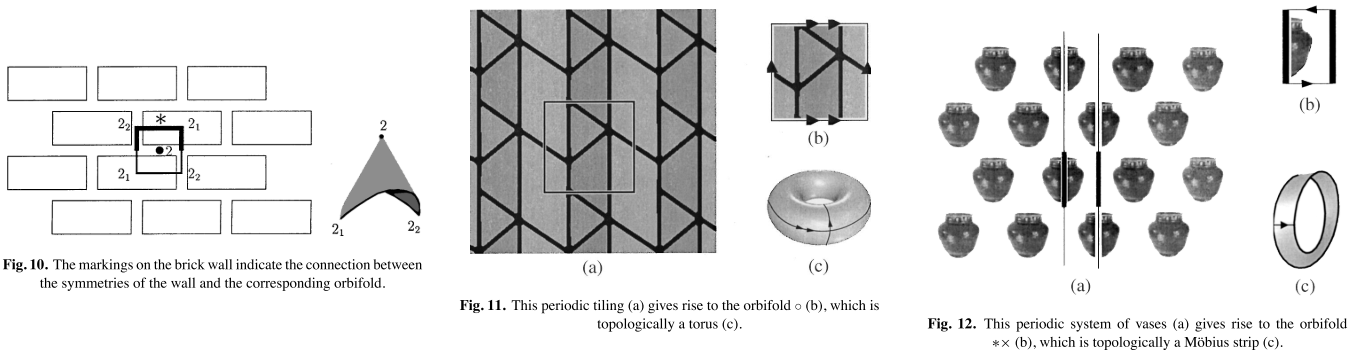 2₂
*
2₁
2
2₁
2₂
2
2₁
2₂
Fig. 10. The markings on the brick wall indicate the connection between
the symmetries of the wall and the corresponding orbifold.
(a)
(b)
(c)
Fig. 11. This periodic tiling (a) gives rise to the orbifold ○ (b), which is
topologically a torus (c).
(a)
(b)
(c)
Fig. 12. This periodic system of vases (a) gives rise to the orbifold
*× (b), which is topologically a Möbius strip (c).